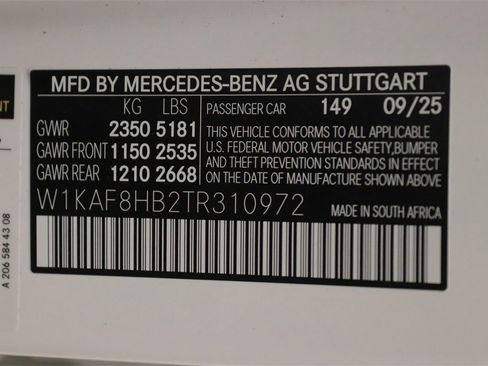 MFD BY MERCEDES-BENZ AG STUTTGART
KG LBS
PASSENGER CAR 149 09/25
GVWR 2350 5181
GAWR FRONT 1150 2535
GAWR REAR 1210 2668
THIS VEHICLE CONFORMS TO ALL APPLICABLE
U.S. FEDERAL MOTOR VEHICLE SAFETY, BUMPER
AND THEFT PREVENTION STANDARDS IN EFFECT
ON THE DATE OF MANUFACTURE SHOWN ABOVE.
W1KAF8HB2TR310972
MADE IN SOUTH AFRICA
A 206 584 43 08